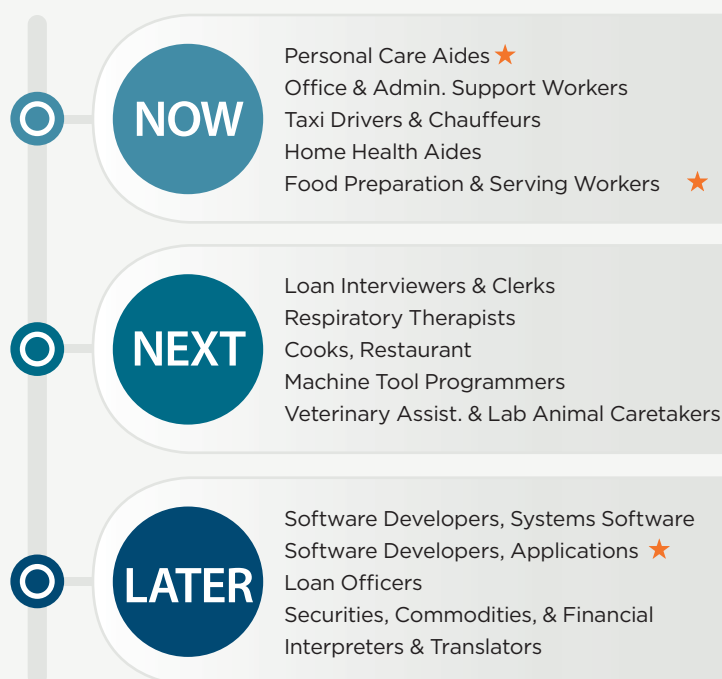 NOW
Personal Care Aides ★
Office & Admin. Support Workers
Taxi Drivers & Chauffeurs
Home Health Aides
Food Preparation & Serving Workers ★
NEXT
Loan Interviewers & Clerks
Respiratory Therapists
Cooks, Restaurant
Machine Tool Programmers
Veterinary Assist. & Lab Animal Caretakers
LATER
Software Developers, Systems Software
Software Developers, Applications ★
Loan Officers
Securities, Commodities, & Financial
Interpreters & Translators